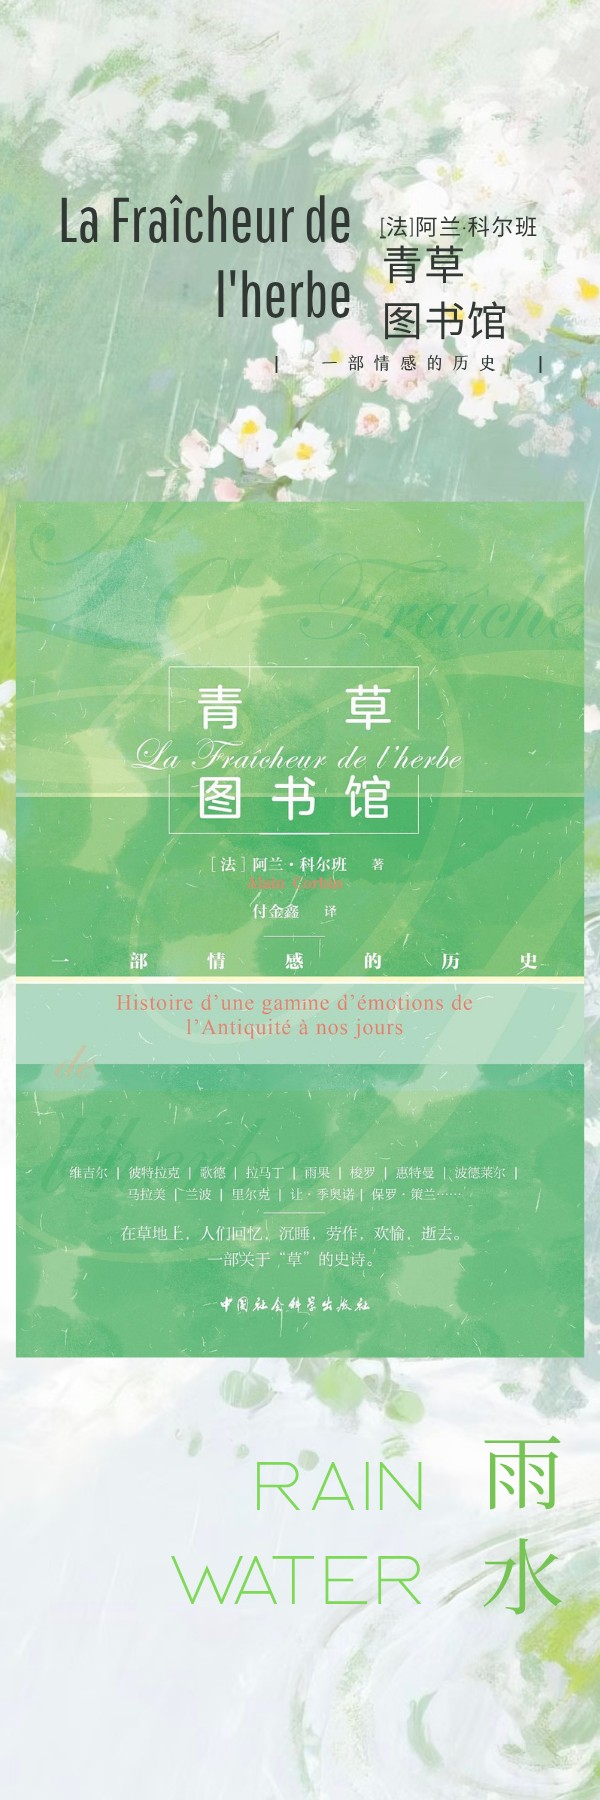 La Fraîcheur de
l'herbe
[法]阿兰·科尔班
青草
图书馆
一部情感的历史
La Fraîche
青 草
La Fraîcheur de l'herbe
图书馆
[法]阿兰·科尔班 著
Alain Corbin
付金鑫 译
一部情感的历史
Histoire d'une gamme d'émotions de
l'Antiquité à nos jours
de
l'herbe
维吉尔 | 彼特拉克 | 歌德 | 拉马丁 | 雨果 | 梭罗 | 惠特曼 | 波德莱尔 |
马拉美 | 兰波 | 里尔克 | 让·季奥诺 | 保罗·策兰……
在草地上，人们回忆，沉睡，劳作，欢愉，逝去。
一部关于“草”的史诗。
中国社会科学出版社
RAIN
WATER
雨
水